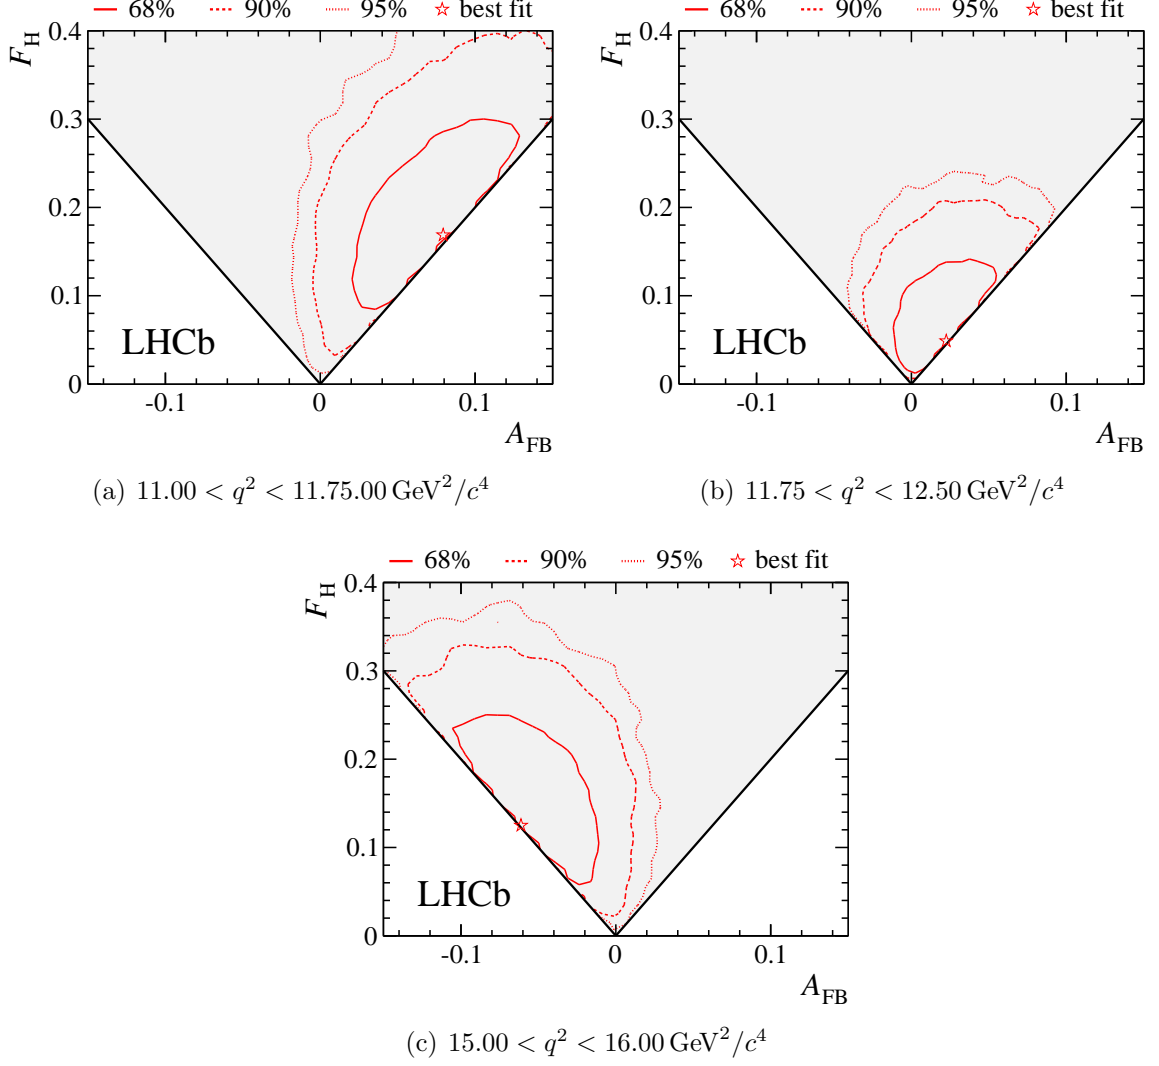 68% 90% 95% best fit
F_H
0.4
0.3
0.2
0.1
0
LHCb
-0.1 0 0.1
A_FB
(a) 11.00 < q² < 11.75.00 GeV²/c⁴
68% 90% 95% best fit
F_H
0.4
0.3
0.2
0.1
0
LHCb
-0.1 0 0.1
A_FB
(b) 11.75 < q² < 12.50 GeV²/c⁴
68% 90% 95% best fit
F_H
0.4
0.3
0.2
0.1
0
LHCb
-0.1 0 0.1
A_FB
(c) 15.00 < q² < 16.00 GeV²/c⁴